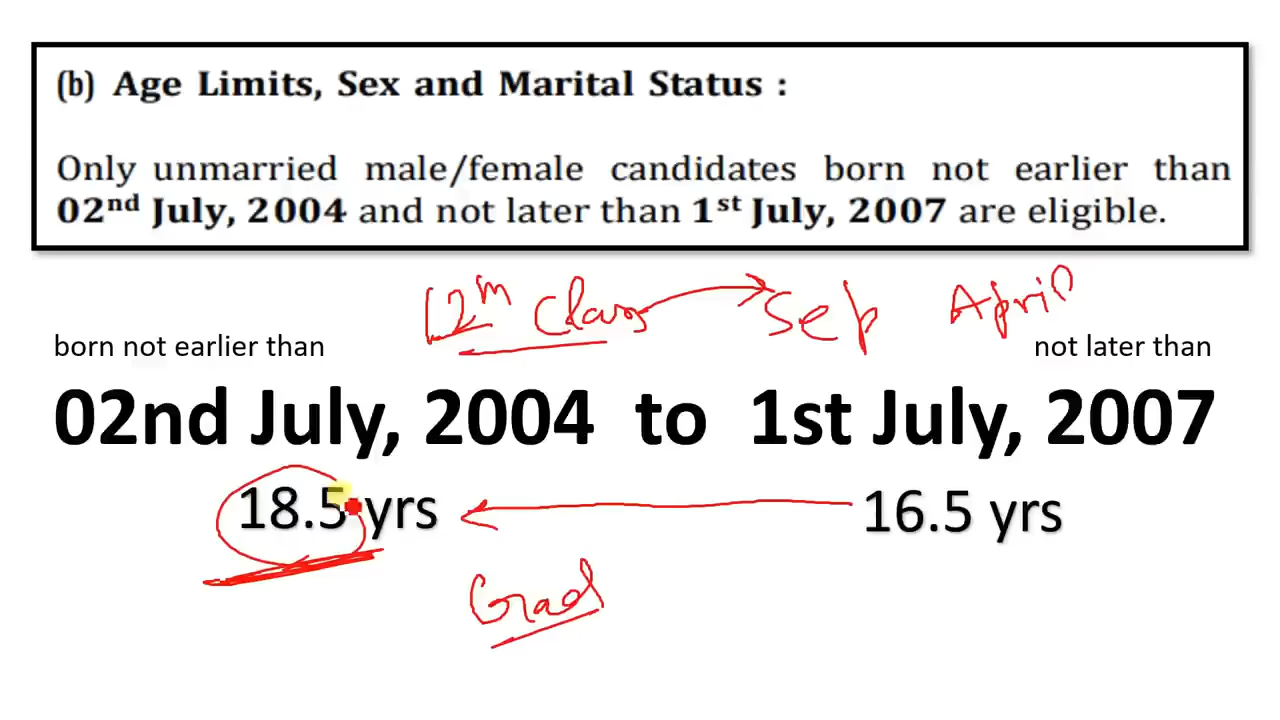 (b) Age Limits, Sex and Marital Status :
Only unmarried male/female candidates born not earlier than
02nd July, 2004 and not later than 1st July, 2007 are eligible.
12th Class Sep April
born not earlier than not later than
02nd July, 2004 to 1st July, 2007
18.5 yrs 16.5 yrs
Grad